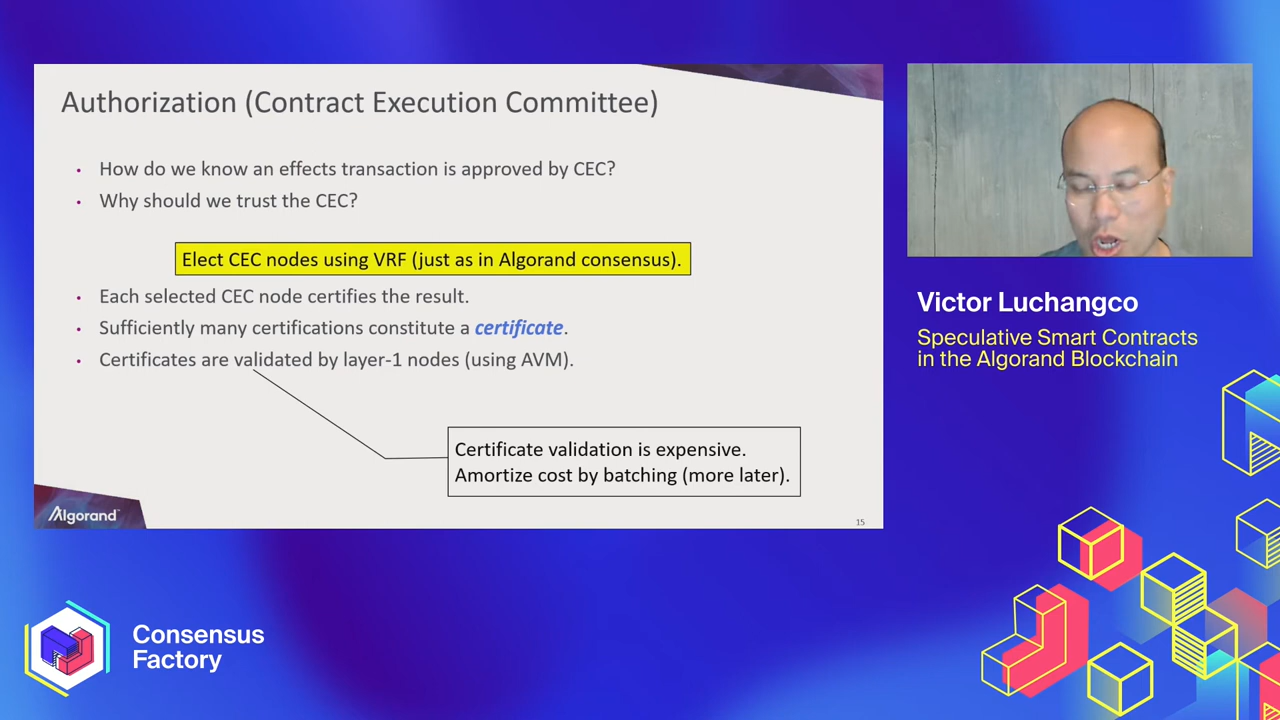 Authorization (Contract Execution Committee)
• How do we know an effects transaction is approved by CEC?
• Why should we trust the CEC?
Elect CEC nodes using VRF (just as in Algorand consensus).
• Each selected CEC node certifies the result.
• Sufficiently many certifications constitute a certificate.
• Certificates are validated by layer-1 nodes (using AVM).
Certificate validation is expensive.
Amortize cost by batching (more later).
Algorand
15
Victor Luchangco
Speculative Smart Contracts
in the Algorand Blockchain
Consensus
Factory